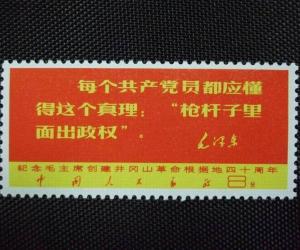 每个共产党员都应懂
得这个真理：“枪杆子里
面出政权”。
毛泽东
纪念毛主席创建井冈山革命根据地四十周年
中国人民邮政 8分